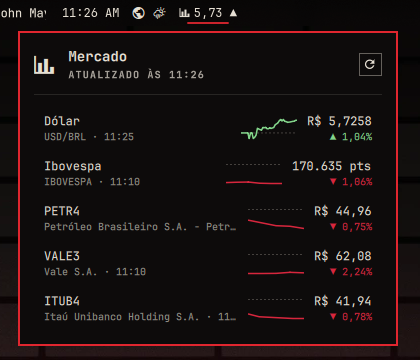 ohn Ma 11:26 AM 5,73 ▲
Mercado
ATUALIZADO ÀS 11:26
Dólar R$ 5,7258
USD/BRL · 11:25 ▲ 1,04%
Ibovespa 170.635 pts
IBOVESPA · 11:10 ▼ 1,06%
PETR4 R$ 44,96
Petróleo Brasileiro S.A. - Petr… ▼ 0,75%
VALE3 R$ 62,08
Vale S.A. · 11:10 ▼ 2,24%
ITUB4 R$ 41,94
Itaú Unibanco Holding S.A. · 11… ▼ 0,78%